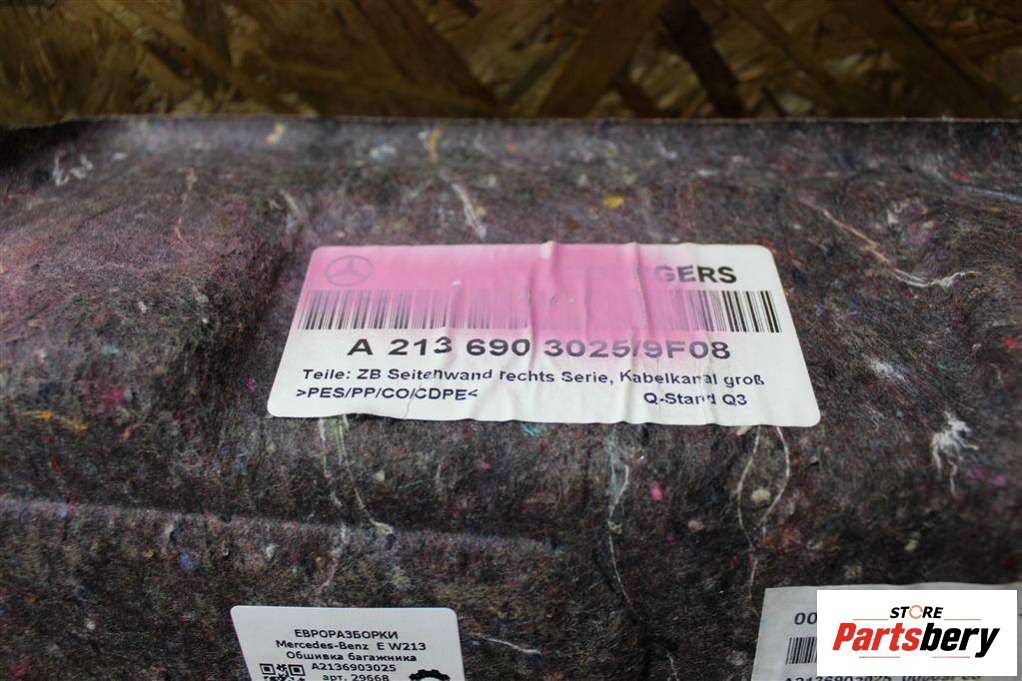 GERS
A 213 690 3025/9F08
Teile: ZB Seitenwand rechts Serie, Kabelkanal groß
>PES/PP/CO/CDPE<
Q-Stand Q3
ЕВРОРАЗБОРКИ
Mercedes-Benz E W213
Обшивка багажника
A2136903025
арт. 29668
00
STORE
Partsbery